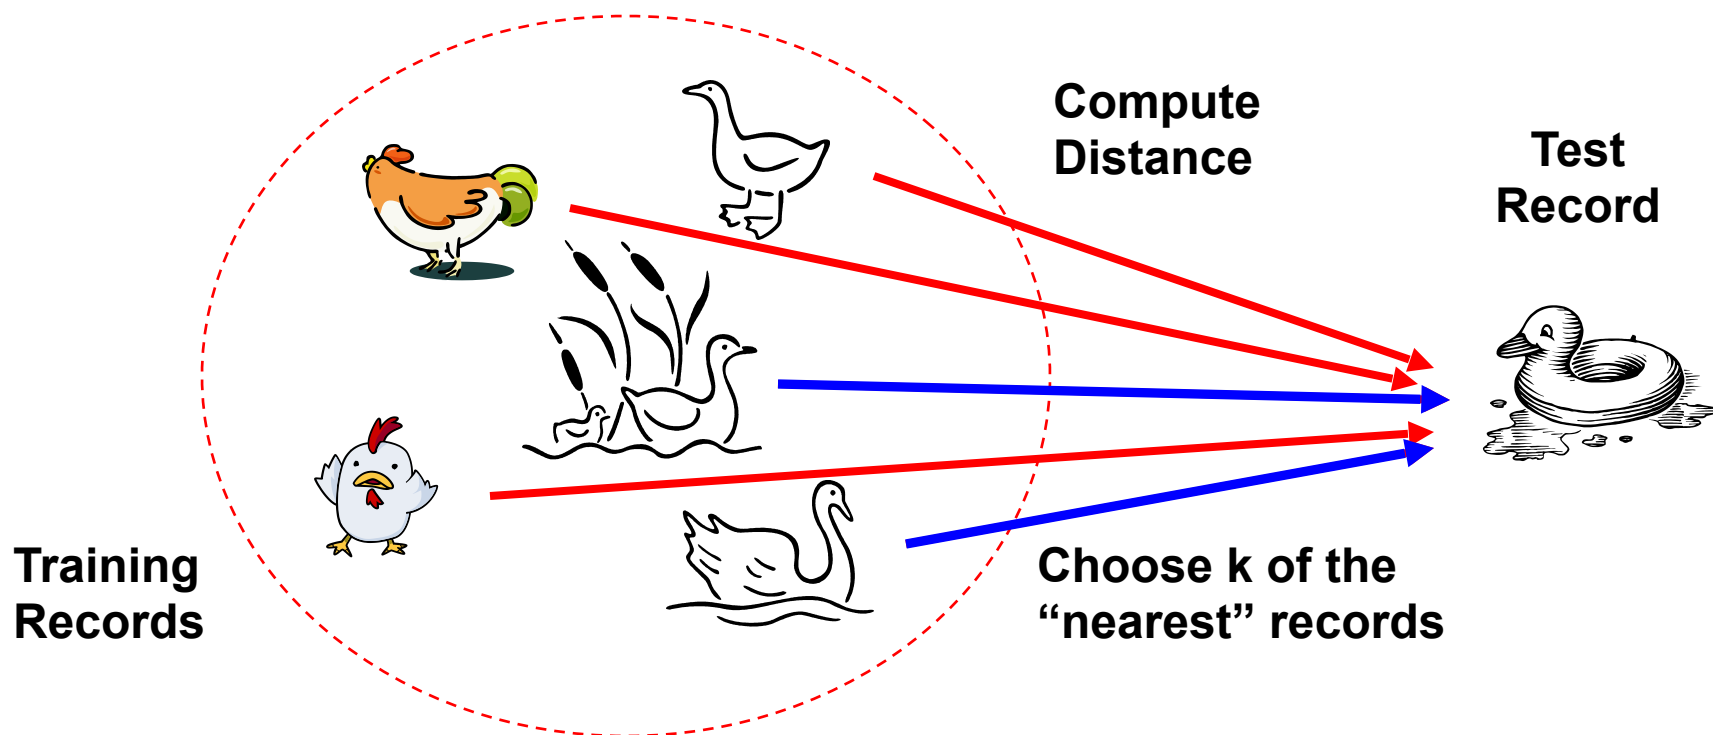 Compute
Distance
Test
Record
Training
Records
Choose k of the
“nearest” records